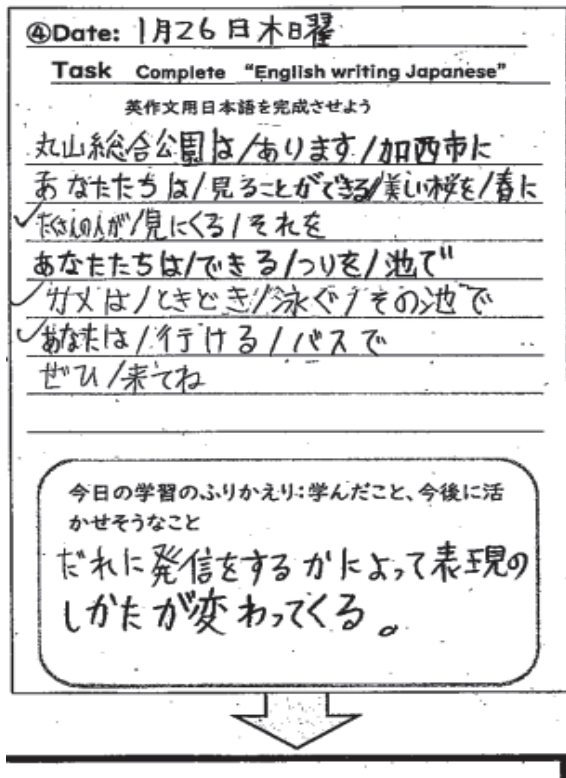 ④Date: 1月26日木曜
Task Complete “English writing Japanese”
英作文用日本語を完成させよう
丸山総合公園は/あります/加西市に
あなたたちは/見ることができる/美しい桜を/春に
✓たくさんの人が/見にくる/それを
あなたたちは/できる/つりを/池で
✓カメは/ときどき/泳ぐ/その池で
✓あなたは/行ける/バスで
ぜひ/来てね
今日の学習のふりかえり:学んだこと、今後に活
かせそうなこと
だれに発信をするかによって表現の
しかたが変わってくる。